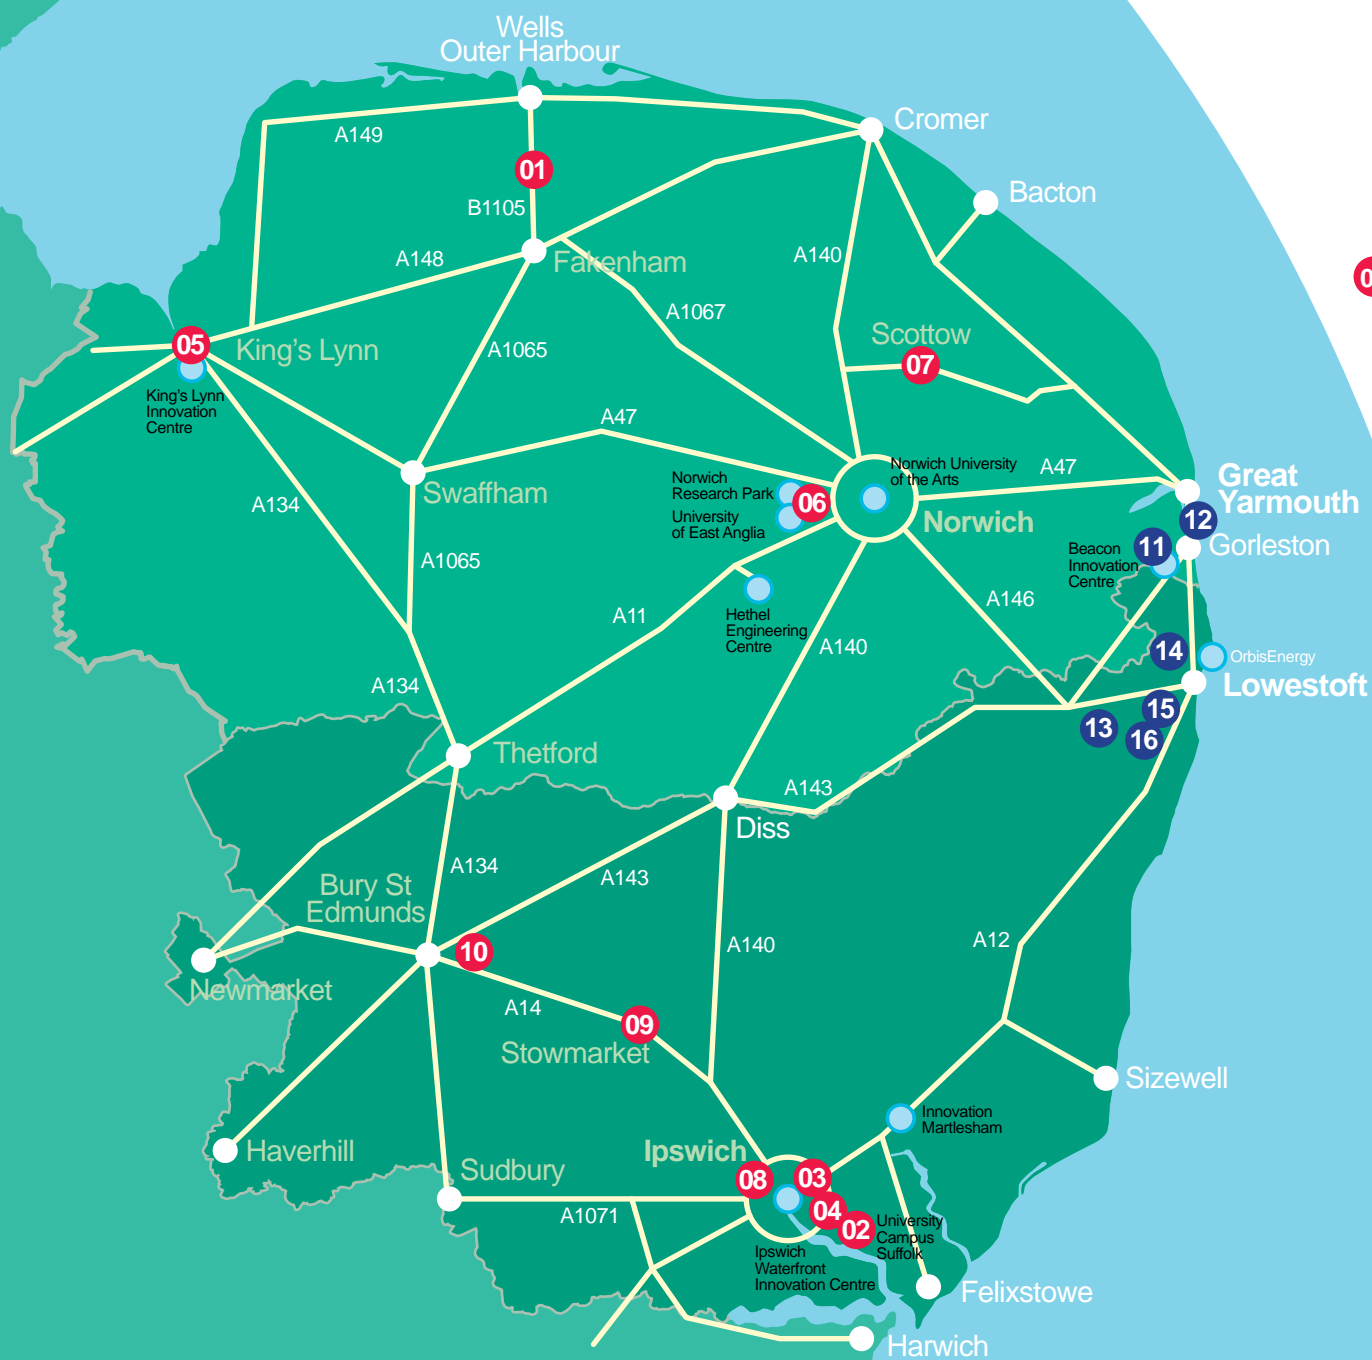 Wells
Outer Harbour
Cromer
A149
01
Bacton
B1105
A148
A140
Fakenham
A1067
Scottow
05
King's Lynn
A1065
07
King's Lynn
Innovation
Centre
A47
Norwich University
of the Arts
A47
Great
Yarmouth
Norwich
Research Park
06
Swaffham
A134
University
of East Anglia
Norwich
12
11
Gorleston
Beacon
Innovation
Centre
A1065
A146
A11
Hethel
Engineering
Centre
A140
14
OrbisEnergy
A134
Lowestoft
15
13
16
Thetford
A143
Diss
A134
A143
Bury St
Edmunds
A140
A12
10
Newmarket
A14
09
Stowmarket
Sizewell
Innovation
Martlesham
Haverhill
Ipswich
Sudbury
08
03
04
02
A1071
University
Campus
Suffolk
Ipswich
Waterfront
Innovation Centre
Felixstowe
Harwich